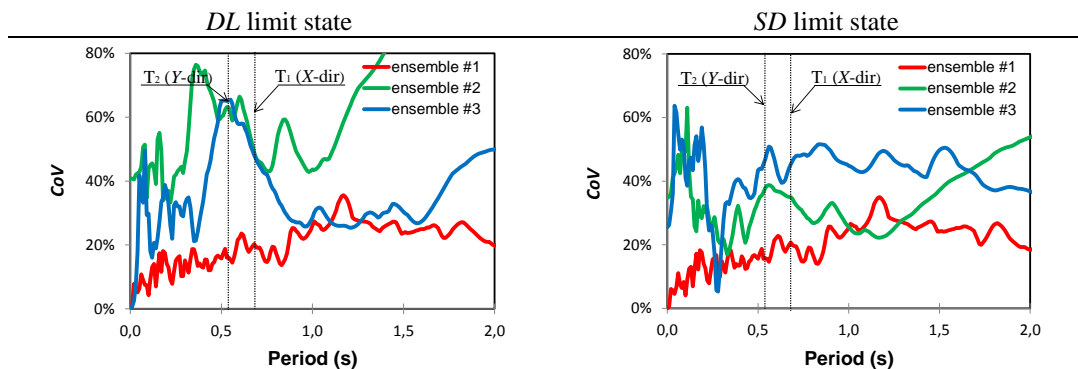 DL limit state SD limit state
80%
60%
40%
20%
0%
CoV
T2 (Y-dir)
T1 (X-dir)
ensemble #1
ensemble #2
ensemble #3
0,0 0,5 1,0 1,5 2,0
Period (s)
80%
60%
40%
20%
0%
CoV
T2 (Y-dir)
T1 (X-dir)
ensemble #1
ensemble #2
ensemble #3
0,0 0,5 1,0 1,5 2,0
Period (s)